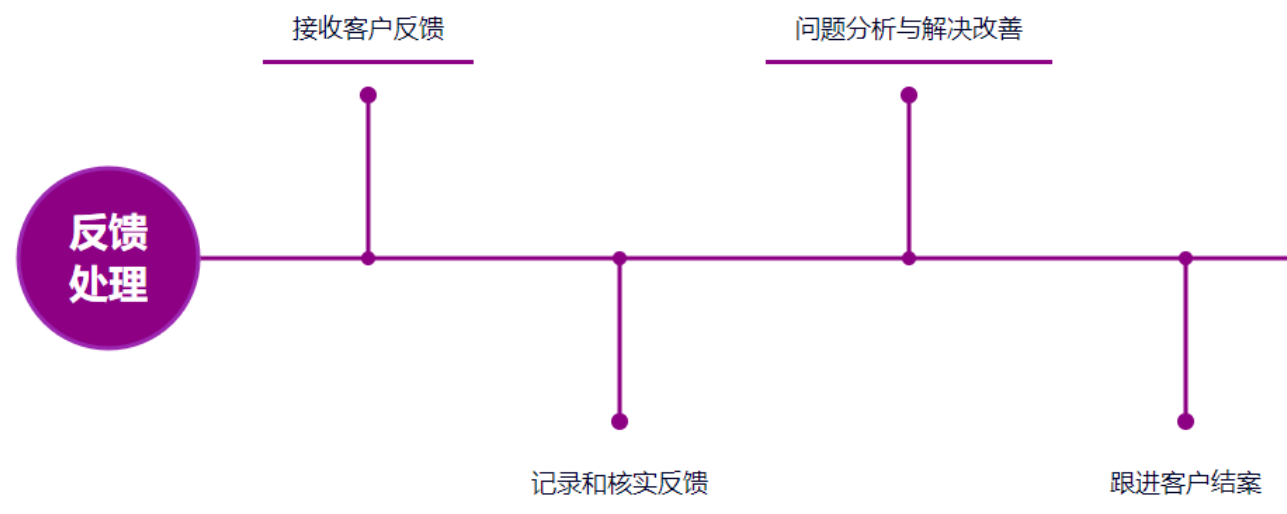 反馈
处理
接收客户反馈
记录和核实反馈
问题分析与解决改善
跟进客户结案